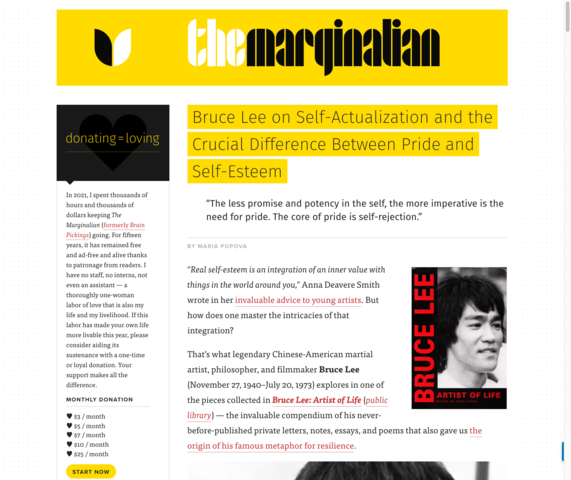 themarginalian
donating=loving
In 2021, I spent thousands of
hours and thousands of
dollars keeping The
Marginalian (formerly Brain
Pickings) going. For fifteen
years, it has remained free
and ad-free and alive thanks
to patronage from readers. I
have no staff, no interns, not
even an assistant — a
thoroughly one-woman
labor of love that is also my
life and my livelihood. If this
labor has made your own life
more livable this year, please
consider aiding its
sustenance with a one-time
or loyal donation. Your
support makes all the
difference.
MONTHLY DONATION
♥ $3 / month
♥ $5 / month
♥ $7 / month
♥ $10 / month
♥ $25 / month
START NOW
Bruce Lee on Self-Actualization and the
Crucial Difference Between Pride and
Self-Esteem
“The less promise and potency in the self, the more imperative is the
need for pride. The core of pride is self-rejection.”
BY MARIA POPOVA
“Real self-esteem is an integration of an inner value with
things in the world around you,” Anna Deavere Smith
wrote in her invaluable advice to young artists. But
how does one master the intricacies of that
integration?
That’s what legendary Chinese-American martial
artist, philosopher, and filmmaker Bruce Lee
(November 27, 1940–July 20, 1973) explores in one of
the pieces collected in Bruce Lee: Artist of Life (public
library) — the invaluable compendium of his never-
before-published private letters, notes, essays, and poems that also gave us the
origin of his famous metaphor for resilience.
BRUCE LEE
ARTIST OF LIFE